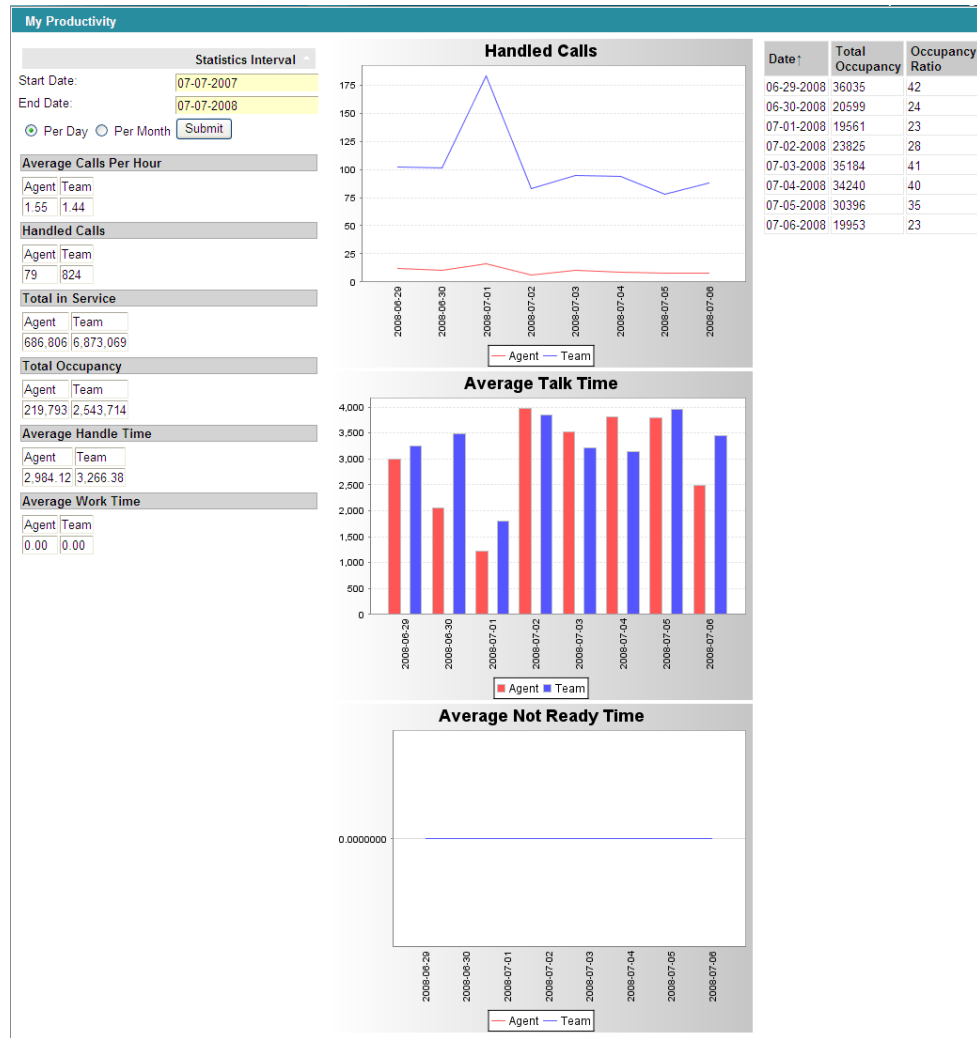 My Productivity
Statistics Interval
Start Date: 07-07-2007
End Date: 07-07-2008
Per Day Per Month Submit
Average Calls Per Hour
Agent Team
1.55 1.44
Handled Calls
Agent Team
79 824
Total in Service
Agent Team
686,806 6,873,069
Total Occupancy
Agent Team
219,793 2,543,714
Average Handle Time
Agent Team
2,984.12 3,266.38
Average Work Time
Agent Team
0.00 0.00
Handled Calls
175
150
125
100
75
50
25
0
2008-06-29
2008-06-30
2008-07-01
2008-07-02
2008-07-03
2008-07-04
2008-07-05
2008-07-06
Agent Team
Average Talk Time
4,000
3,500
3,000
2,500
2,000
1,500
1,000
500
0
2008-06-29
2008-06-30
2008-07-01
2008-07-02
2008-07-03
2008-07-04
2008-07-05
2008-07-06
Agent Team
Average Not Ready Time
0.0000000
2008-06-29
2008-06-30
2008-07-01
2008-07-02
2008-07-03
2008-07-04
2008-07-05
2008-07-06
Agent Team
Date↑ Total Occupancy Occupancy Ratio
06-29-2008 36035 42
06-30-2008 20599 24
07-01-2008 19561 23
07-02-2008 23825 28
07-03-2008 35184 41
07-04-2008 34240 40
07-05-2008 30396 35
07-06-2008 19953 23